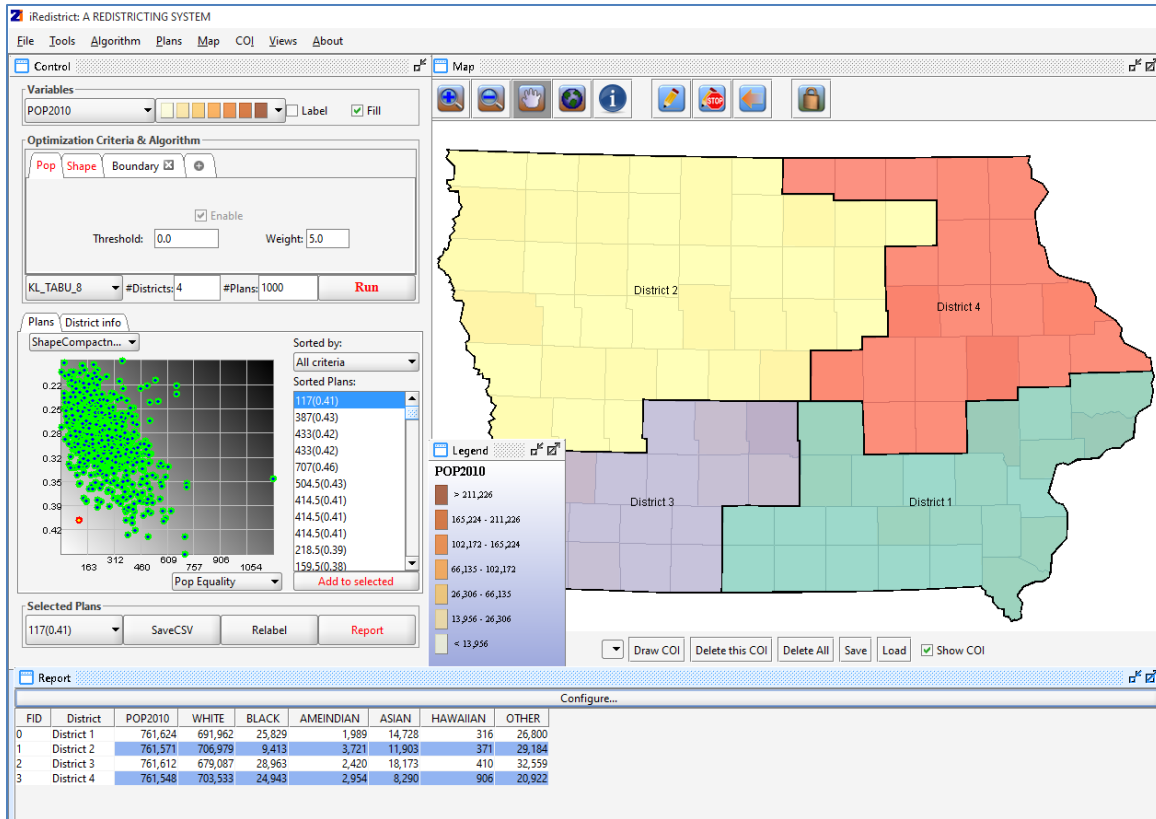 iRedistrict: A REDISTRICTING SYSTEM
File Tools Algorithm Plans Map COI Views About
Control
Variables
POP2010 Label Fill
Optimization Criteria & Algorithm
Pop Shape Boundary
Enable
Threshold: 0.0 Weight: 5.0
KL_TABU_8 #Districts: 4 #Plans: 1000 Run
Plans District info
ShapeCompactn...
0.22
0.25
0.28
0.32
0.35
0.39
0.42
163 312 460 609 757 906 1054
Pop Equality
Sorted by:
All criteria
Sorted Plans:
117(0.41)
387(0.43)
433(0.42)
433(0.42)
707(0.46)
504.5(0.43)
414.5(0.41)
414.5(0.41)
414.5(0.41)
218.5(0.39)
159.5(0.38)
Add to selected
Selected Plans
117(0.41) SaveCSV Relabel Report
Map
STOP
District 2
District 4
District 3
District 1
Legend
POP2010
> 211,226
165,224 - 211,226
102,172 - 165,224
66,135 - 102,172
26,306 - 66,135
13,956 - 26,306
< 13,956
Draw COI Delete this COI Delete All Save Load Show COI
Report
Configure...
FID District POP2010 WHITE BLACK AMEINDIAN ASIAN HAWAIIAN OTHER
0 District 1 761,624 691,962 25,829 1,989 14,728 316 26,800
1 District 2 761,571 706,979 9,413 3,721 11,903 371 29,184
2 District 3 761,612 679,087 28,963 2,420 18,173 410 32,559
3 District 4 761,548 703,533 24,943 2,954 8,290 906 20,922